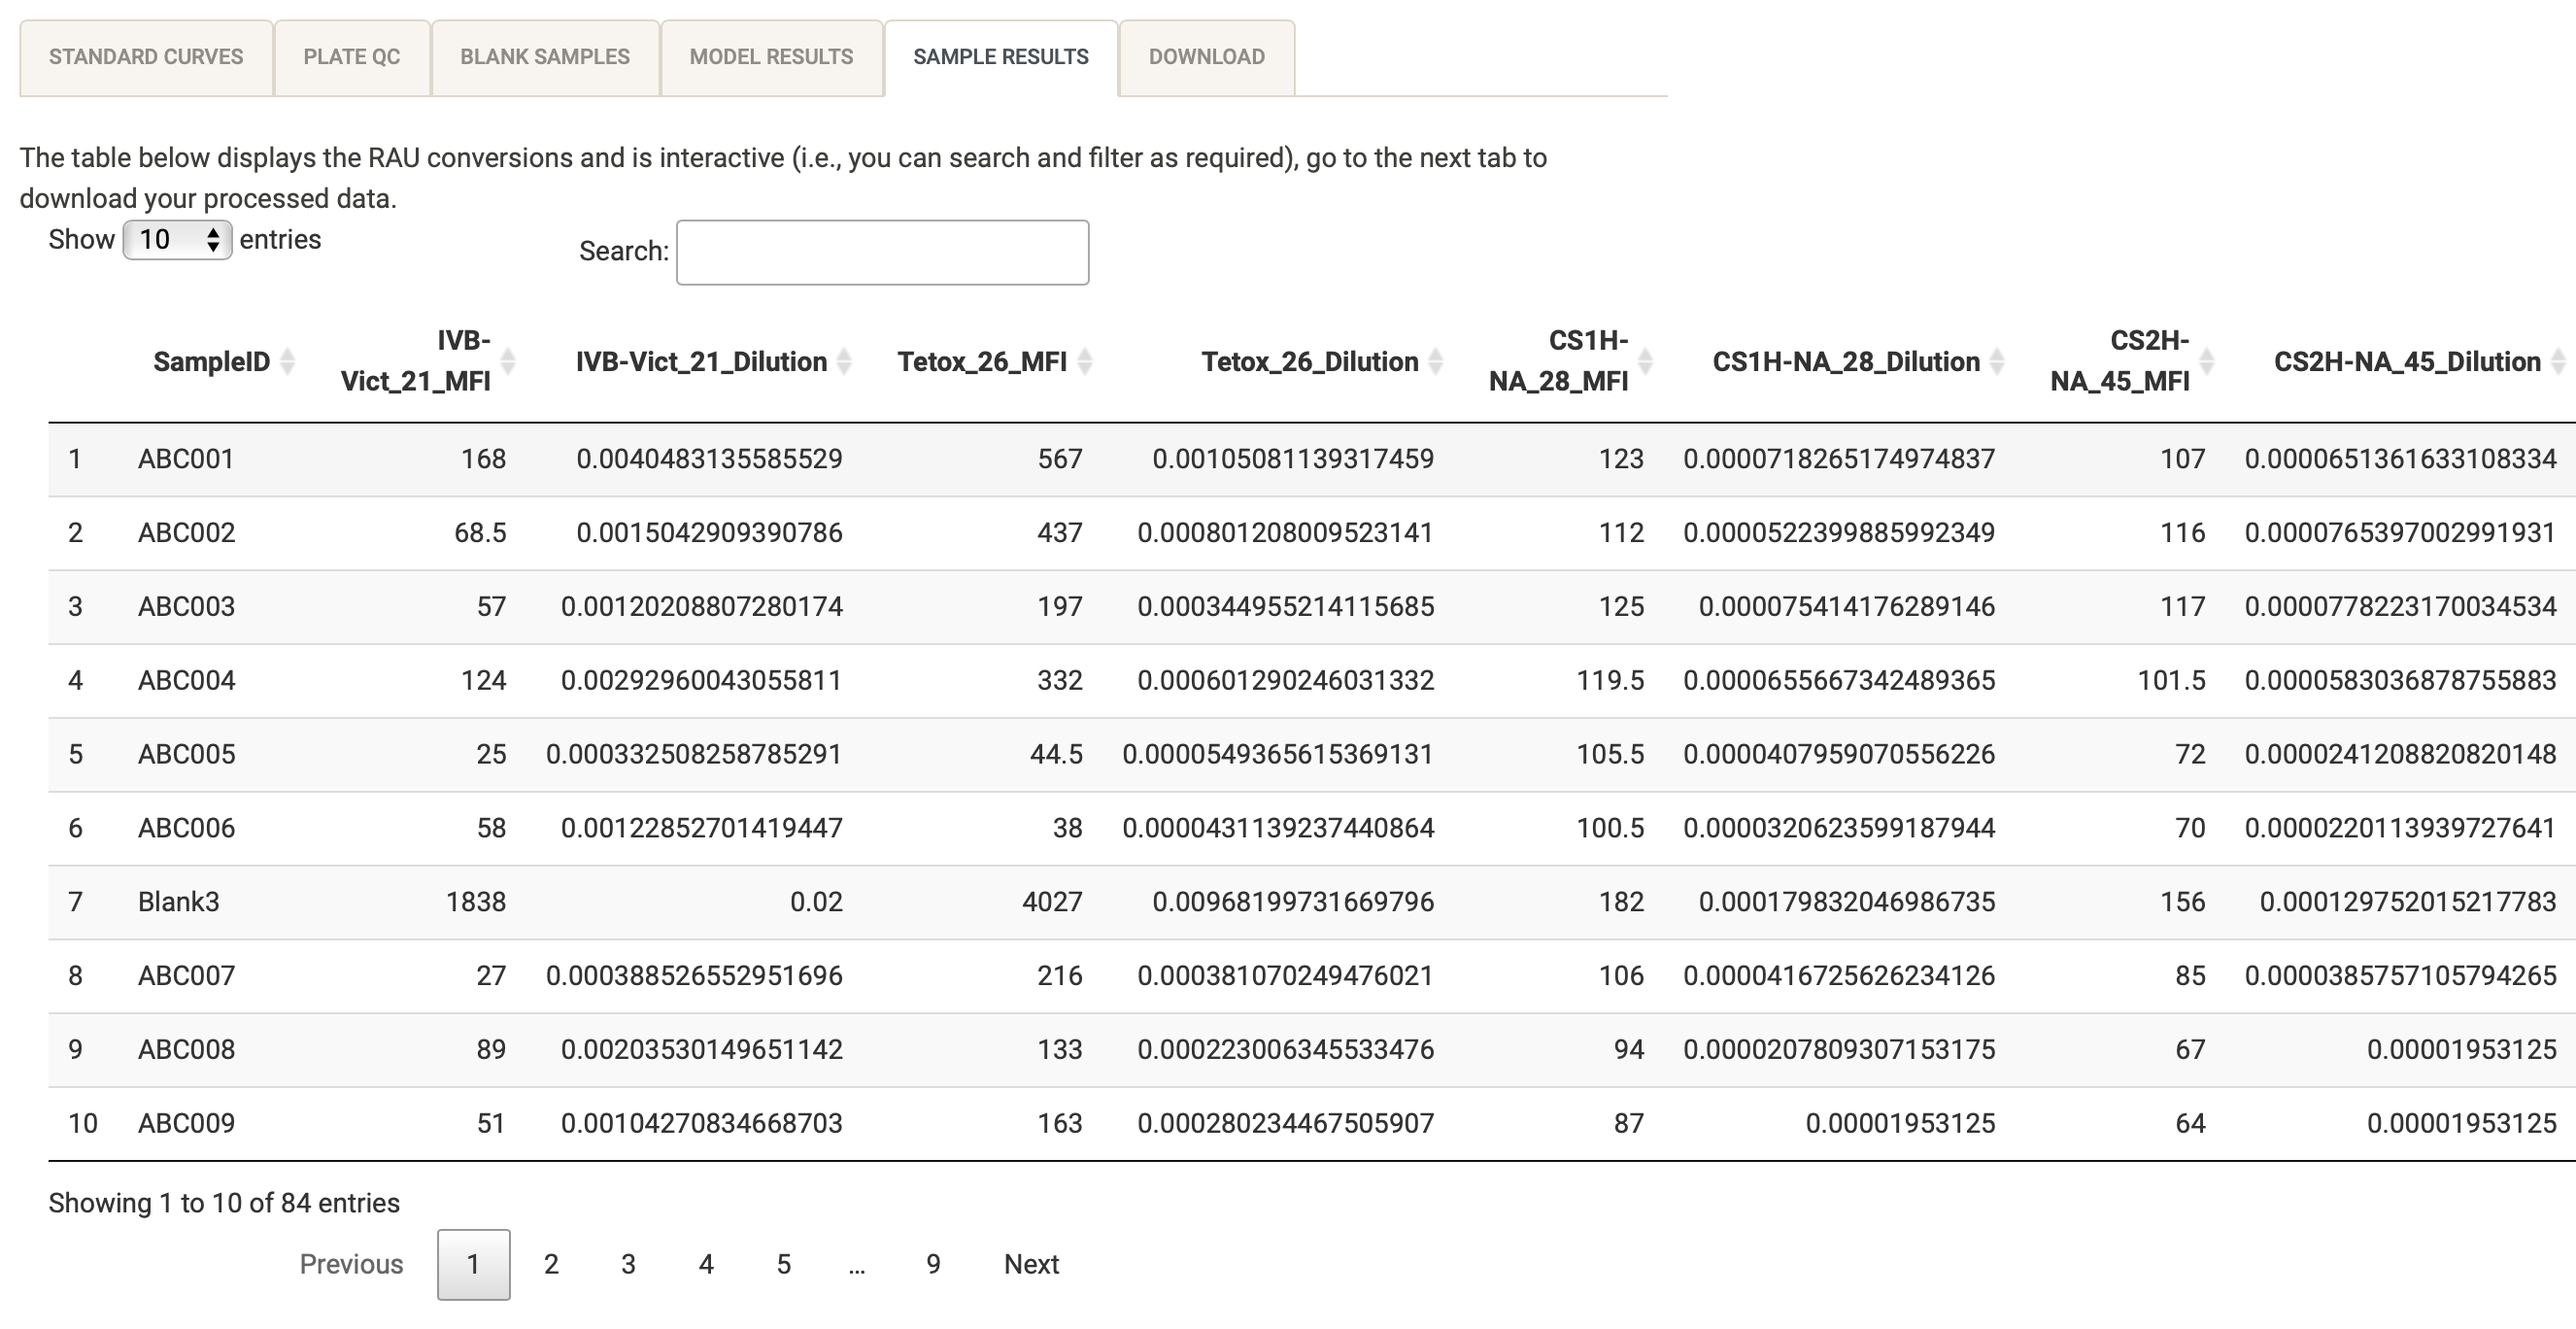 STANDARD CURVES PLATE QC BLANK SAMPLES MODEL RESULTS SAMPLE RESULTS DOWNLOAD
The table below displays the RAU conversions and is interactive (i.e., you can search and filter as required), go to the next tab to
download your processed data.
Show 10 entries Search:
SampleID IVB-Vict_21_MFI IVB-Vict_21_Dilution Tetox_26_MFI Tetox_26_Dilution CS1H-NA_28_MFI CS1H-NA_28_Dilution CS2H-NA_45_MFI CS2H-NA_45_Dilution
1 ABC001 168 0.0040483135585529 567 0.00105081139317459 123 0.0000718265174974837 107 0.0000651361633108334
2 ABC002 68.5 0.0015042909390786 437 0.000801208009523141 112 0.0000522399885992349 116 0.0000765397002991931
3 ABC003 57 0.00120208807280174 197 0.000344955214115685 125 0.000075414176289146 117 0.0000778223170034534
4 ABC004 124 0.00292960043055811 332 0.000601290246031332 119.5 0.0000655667342489365 101.5 0.0000583036878755883
5 ABC005 25 0.000332508258785291 44.5 0.0000549365615369131 105.5 0.0000407959070556226 72 0.0000241208820820148
6 ABC006 58 0.00122852701419447 38 0.0000431139237440864 100.5 0.0000320623599187944 70 0.0000220113939727641
7 Blank3 1838 0.02 4027 0.00968199731669796 182 0.000179832046986735 156 0.000129752015217783
8 ABC007 27 0.000388526552951696 216 0.000381070249476021 106 0.0000416725626234126 85 0.0000385757105794265
9 ABC008 89 0.00203530149651142 133 0.000223006345533476 94 0.0000207809307153175 67 0.00001953125
10 ABC009 51 0.00104270834668703 163 0.000280234467505907 87 0.00001953125 64 0.00001953125
Showing 1 to 10 of 84 entries
Previous 1 2 3 4 5 ... 9 Next